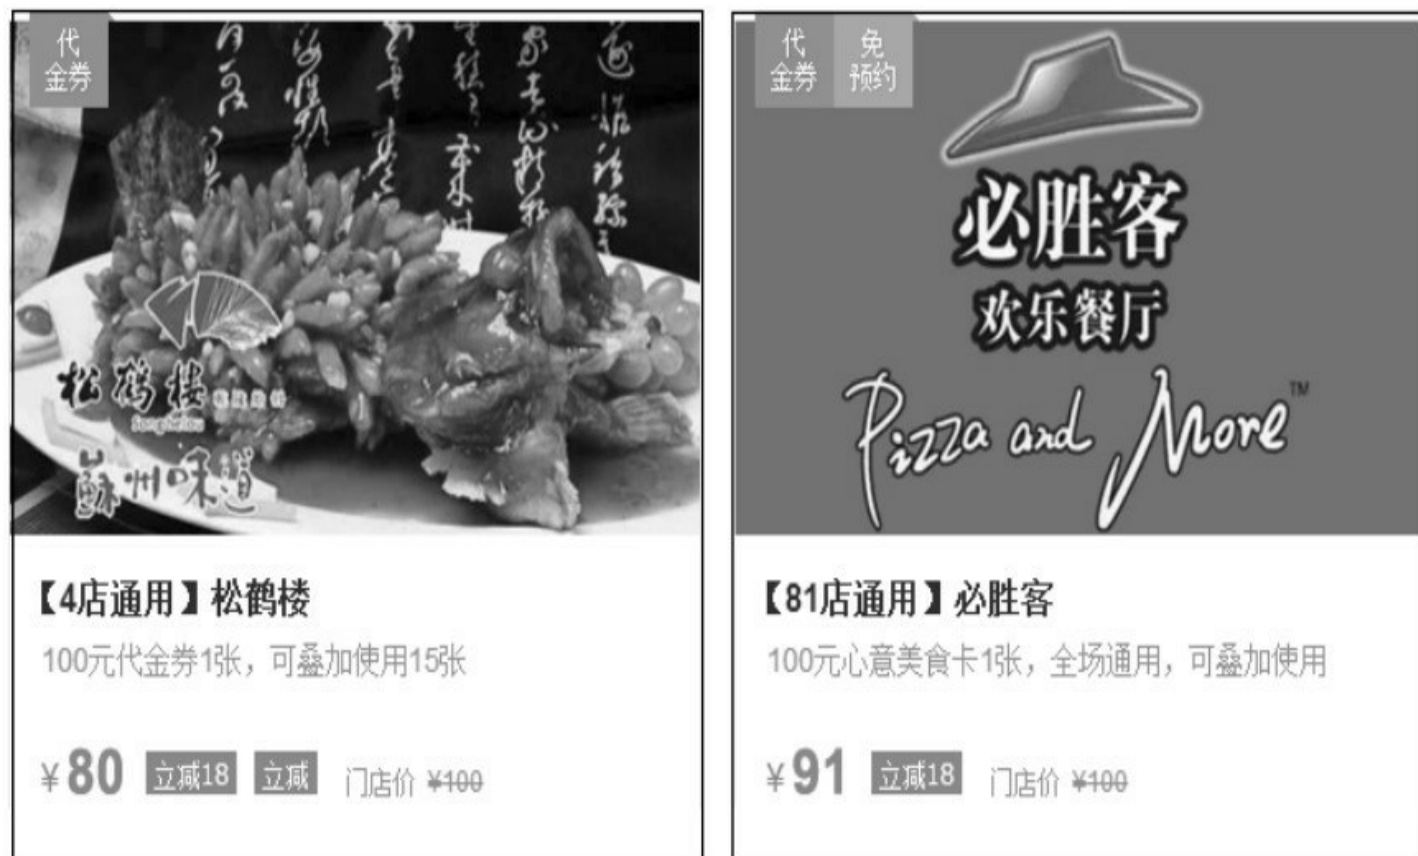 代
金券
松鹤楼
Songhelou
蘇州味道
【4店通用】松鹤楼
100元代金券1张，可叠加使用15张
¥80 立减18 立减 门店价 ¥100
代
金券
免
预约
必胜客
欢乐餐厅
Pizza and More™
【81店通用】必胜客
100元心意美食卡1张，全场通用，可叠加使用
¥91 立减18 门店价 ¥100